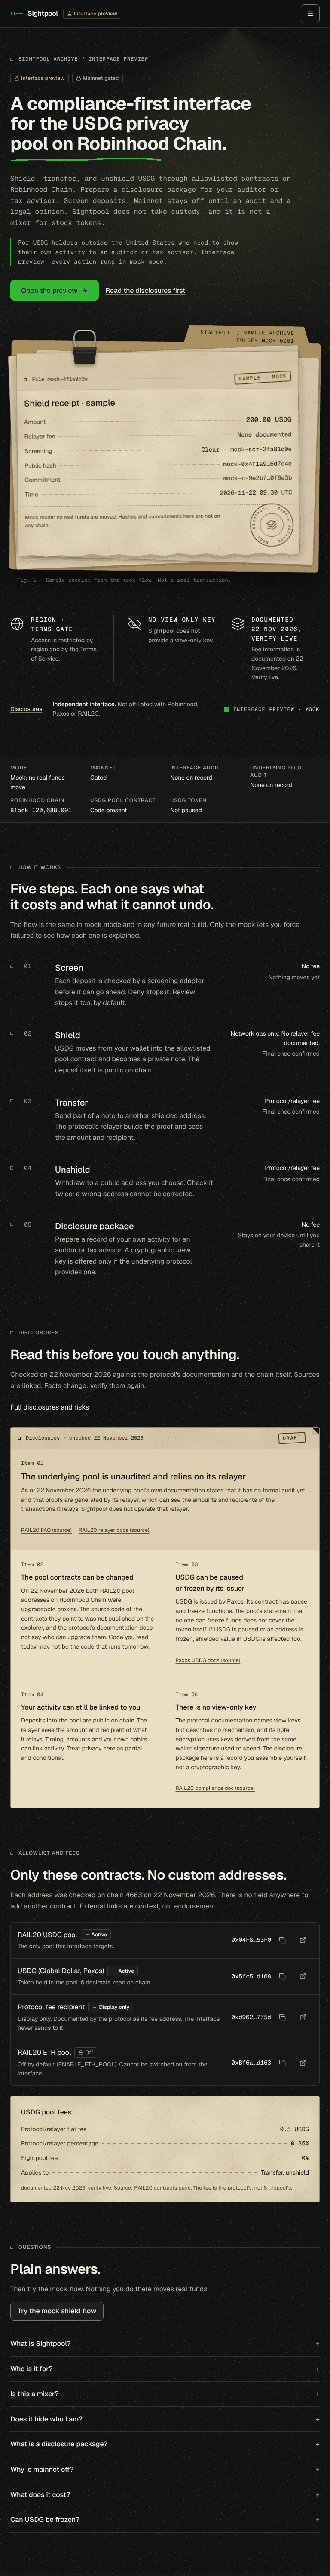 Sightpool
Interface preview
SIGHTPOOL ARCHIVE / INTERFACE PREVIEW
Interface preview
Mainnet gated
A compliance-first interface
for the USDG privacy
pool on Robinhood Chain.
Shield, transfer, and unshield USDG through allowlisted contracts on
Robinhood Chain. Prepare a disclosure package for your auditor or
tax advisor. Screen deposits. Mainnet stays off until an audit and a
legal opinion. Sightpool does not take custody, and it is not a
mixer for stock tokens.
For USDG holders outside the United States who need to show
their own activity to an auditor or tax advisor. Interface
preview: every action runs in mock mode.
Open the preview →
Read the disclosures first
SIGHTPOOL / SAMPLE ARCHIVE
FOLDER MOCK-0001
File mock-4f1a9c2e
SAMPLE · MOCK
Shield receipt · sample
Amount
200.00 USDG
Relayer fee
None documented
Screening
Clear · mock-scr-3fa81c0e
Public hash
mock-0x4f1a9…6d7c4e
Commitment
mock-c-9e2b7…0f6e3b
Time
2026-11-22 09:30 UTC
Mock mode: no real funds are moved. Hashes and commitments here are not on
any chain.
Fig. 1 · Sample receipt from the mock flow. Not a real transaction.
REGION +
TERMS GATE
Access is restricted by
region and by the Terms
of Service.
NO VIEW-ONLY KEY
Sightpool does not
provide a view-only key.
DOCUMENTED
22 NOV 2026,
VERIFY LIVE
Fee information is
documented on 22
November 2026.
Verify live.
Disclosures
Independent interface. Not affiliated with Robinhood,
Paxos or RAIL20.
INTERFACE PREVIEW · MOCK
MODE
Mock: no real funds
move
MAINNET
Gated
INTERFACE AUDIT
None on record
UNDERLYING POOL
AUDIT
None on record
ROBINHOOD CHAIN
Block 120,688,091
USDG POOL CONTRACT
Code present
USDG TOKEN
Not paused
HOW IT WORKS
Five steps. Each one says what
it costs and what it cannot undo.
The flow is the same in mock mode and in any future real build. Only the mock lets you force
failures to see how each one is explained.
01
Screen
Each deposit is checked by a screening adapter
before it can go ahead. Deny stops it. Review
stops it too, by default.
No fee
Nothing moves yet
02
Shield
USDG moves from your wallet into the allowlisted
pool contract and becomes a private note. The
deposit itself is public on chain.
Network gas only. No relayer fee
documented.
Final once confirmed
03
Transfer
Send part of a note to another shielded address.
The protocol's relayer builds the proof and sees
the amount and recipient.
Protocol/relayer fee
Final once confirmed
04
Unshield
Withdraw to a public address you choose. Check it
twice: a wrong address cannot be corrected.
Protocol/relayer fee
Final once confirmed
05
Disclosure package
Prepare a record of your own activity for an
auditor or tax advisor. A cryptographic view
key is offered only if the underlying protocol
provides one.
No fee
Stays on your device until you
share it
DISCLOSURES
Read this before you touch anything.
Checked on 22 November 2026 against the protocol's documentation and the chain itself. Sources
are linked. Facts change: verify them again.
Full disclosures and risks
Disclosures · checked 22 November 2026
DRAFT
Item 01
The underlying pool is unaudited and relies on its relayer
As of 22 November 2026 the underlying pool's own documentation states that it has no formal audit yet,
and that proofs are generated by its relayer, which can see the amounts and recipients of the
transactions it relays. Sightpool does not operate that relayer.
RAIL20 FAQ (source)
RAIL20 relayer docs (source)
Item 02
The pool contracts can be changed
On 22 November 2026 both RAIL20 pool
addresses on Robinhood Chain were
upgradeable proxies. The source code of the
contracts they point to was not published on the
explorer, and the protocol's documentation does
not say who can upgrade them. Code you read
today may not be the code that runs tomorrow.
Item 03
USDG can be paused
or frozen by its issuer
USDG is issued by Paxos. Its contract has pause
and freeze functions. The pool's statement that
no one can freeze funds does not cover the
token itself. If USDG is paused or an address is
frozen, shielded value in USDG is affected too.
Paxos USDG docs (source)
Item 04
Your activity can still be linked to you
Deposits into the pool are public on chain. The
relayer sees the amount and recipient of what
it relays. Timing, amounts and your own habits
can link activity. Treat privacy here as partial
and conditional.
Item 05
There is no view-only key
The protocol documentation names view keys
but describes no mechanism, and its note
encryption uses keys derived from the same
wallet signature used to spend. The disclosure
package here is a record you assemble yourself,
not a cryptographic key.
RAIL20 compliance doc (source)
ALLOWLIST AND FEES
Only these contracts. No custom addresses.
Each address was checked on chain 4663 on 22 November 2026. There is no field anywhere
to add another. External links are context, not endorsement.
RAIL20 USDG pool
Active
The only pool this interface targets.
0x04F8…53F0
USDG (Global Dollar, Paxos)
Active
Token held in the pool. 6 decimals, read on chain.
0x5fc5…d168
Protocol fee recipient
Display only
Display only. Documented by the protocol as its fee address. The interface
never sends to it.
0xd962…775d
RAIL20 ETH pool
Off
Off by default (ENABLE_ETH_POOL). Cannot be switched on from the
interface.
0xBf6a…d163
USDG pool fees
Protocol/relayer flat fee
0.5 USDG
Protocol/relayer percentage
0.35%
Sightpool fee
0%
Applies to
Transfer, unshield
documented 22 Nov 2026, verify live. Source: RAIL20 contracts page. The fee is the protocol's, not Sightpool's.
QUESTIONS
Plain answers.
Then try the mock flow. Nothing you do there moves real funds.
Try the mock shield flow
What is Sightpool?
+
Who is it for?
+
Is this a mixer?
+
Does it hide who I am?
+
What is a disclosure package?
+
Why is mainnet off?
+
What does it cost?
+
Can USDG be frozen?
+